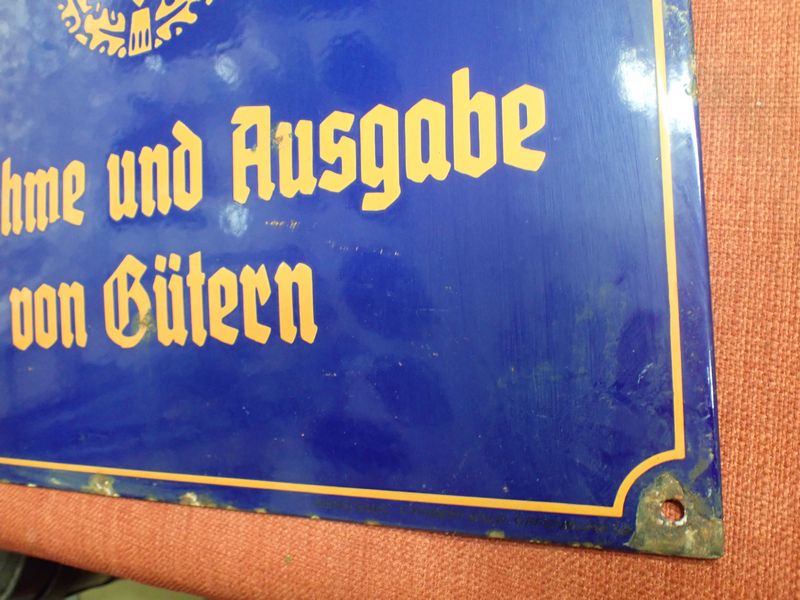 hme und Ausgabe
von Gütern